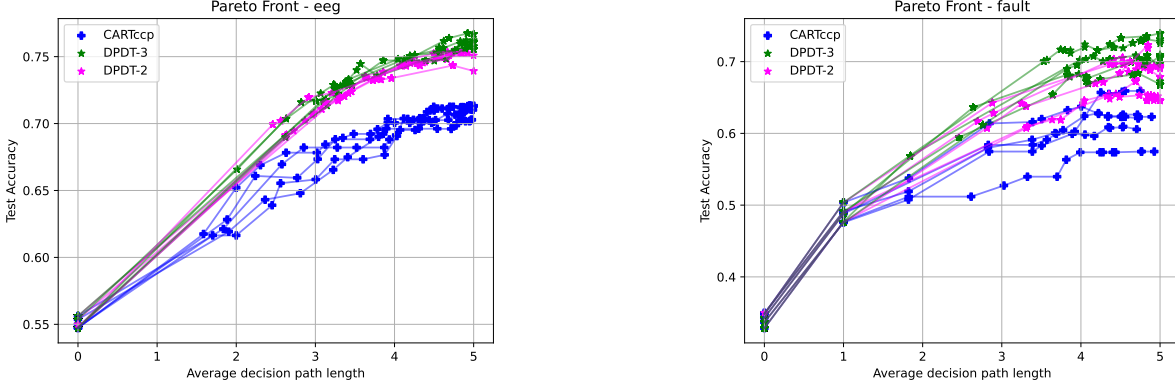 Pareto Front - eeg
CARTccp
DPDT-3
DPDT-2
0.75
0.70
0.65
0.60
0.55
Test Accuracy
0 1 2 3 4 5
Average decision path length
Pareto Front - fault
CARTccp
DPDT-3
DPDT-2
0.7
0.6
0.5
0.4
Test Accuracy
0 1 2 3 4 5
Average decision path length